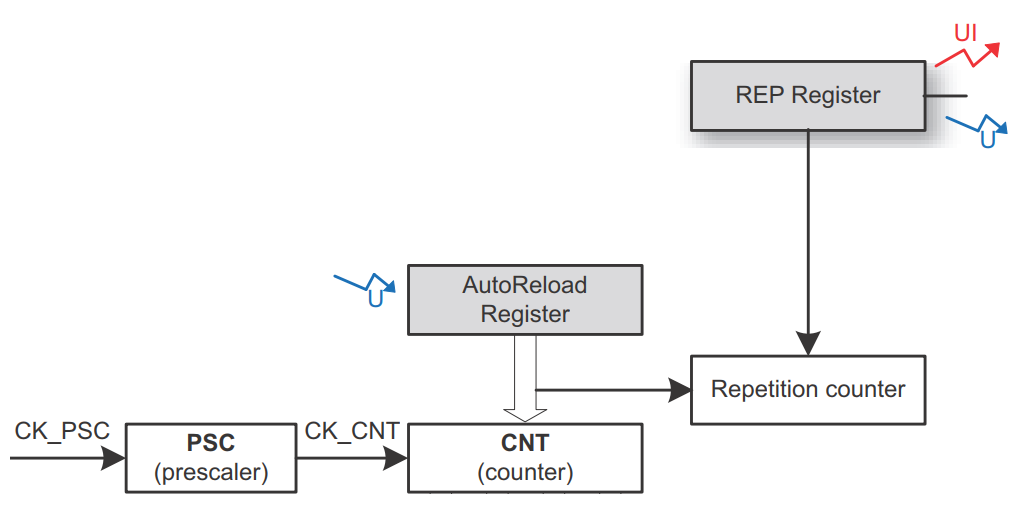 UI
REP Register
U
AutoReload
Register
U
Repetition counter
CK_PSC
PSC
(prescaler)
CK_CNT
CNT
(counter)